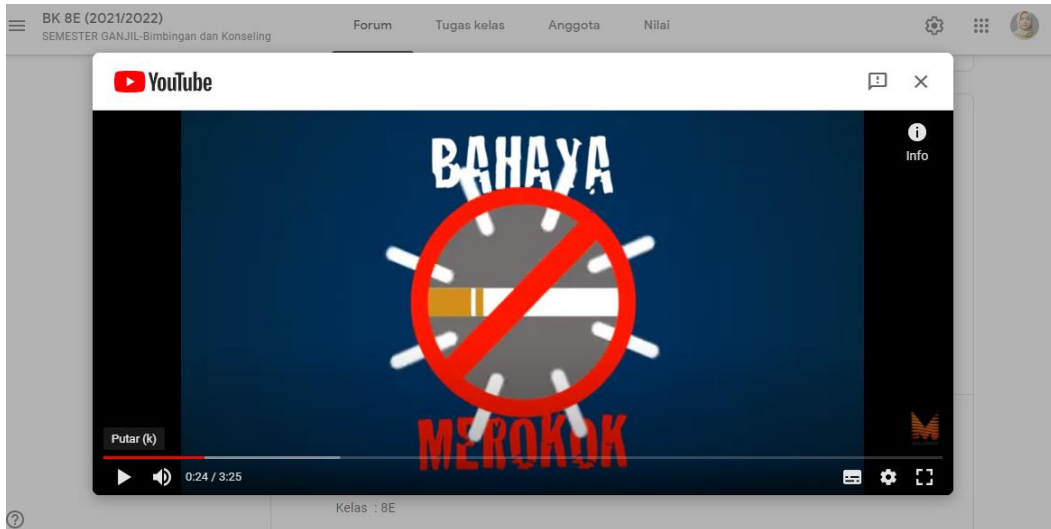 BK 8E (2021/2022)
SEMESTER GANJIL-Bimbingan dan Konseling
Forum Tugas kelas Anggota Nilai
YouTube
Info
BAHAYA
MEROKOK
Putar (k)
0:24 / 3:25
Kelas : 8E